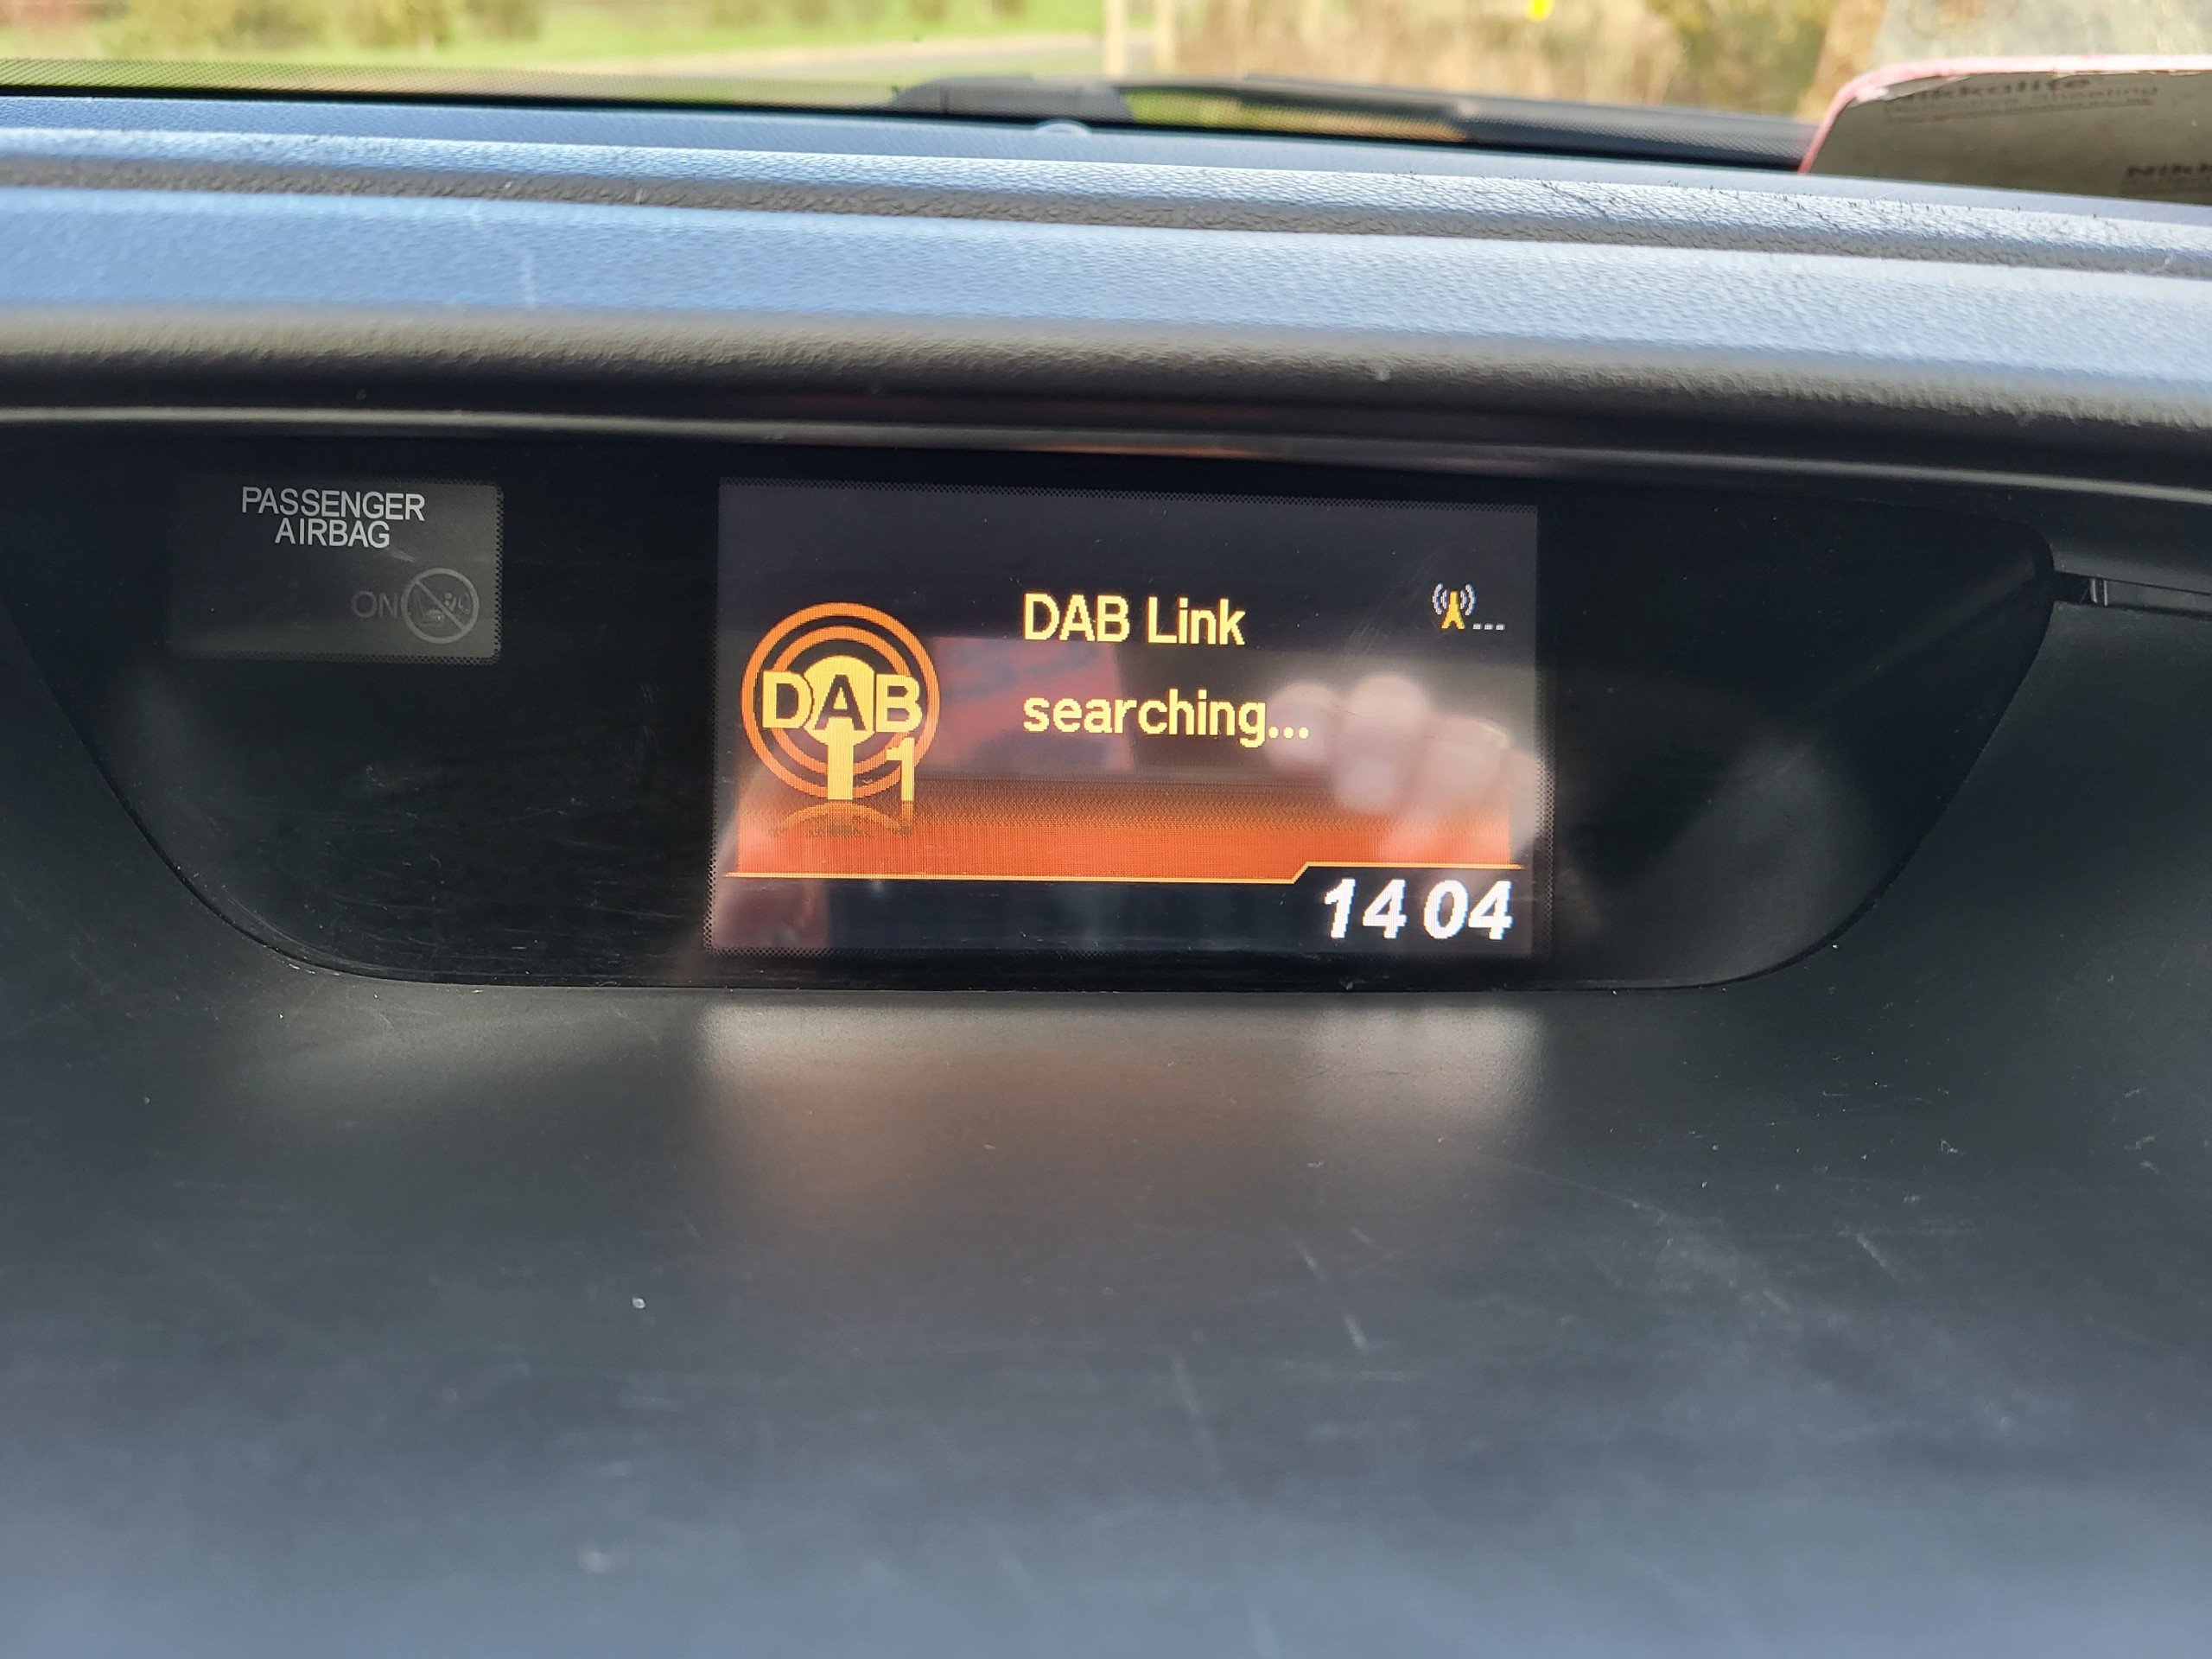 PASSENGER
AIRBAG
ON
DAB Link
DAB
searching...
1
14 04